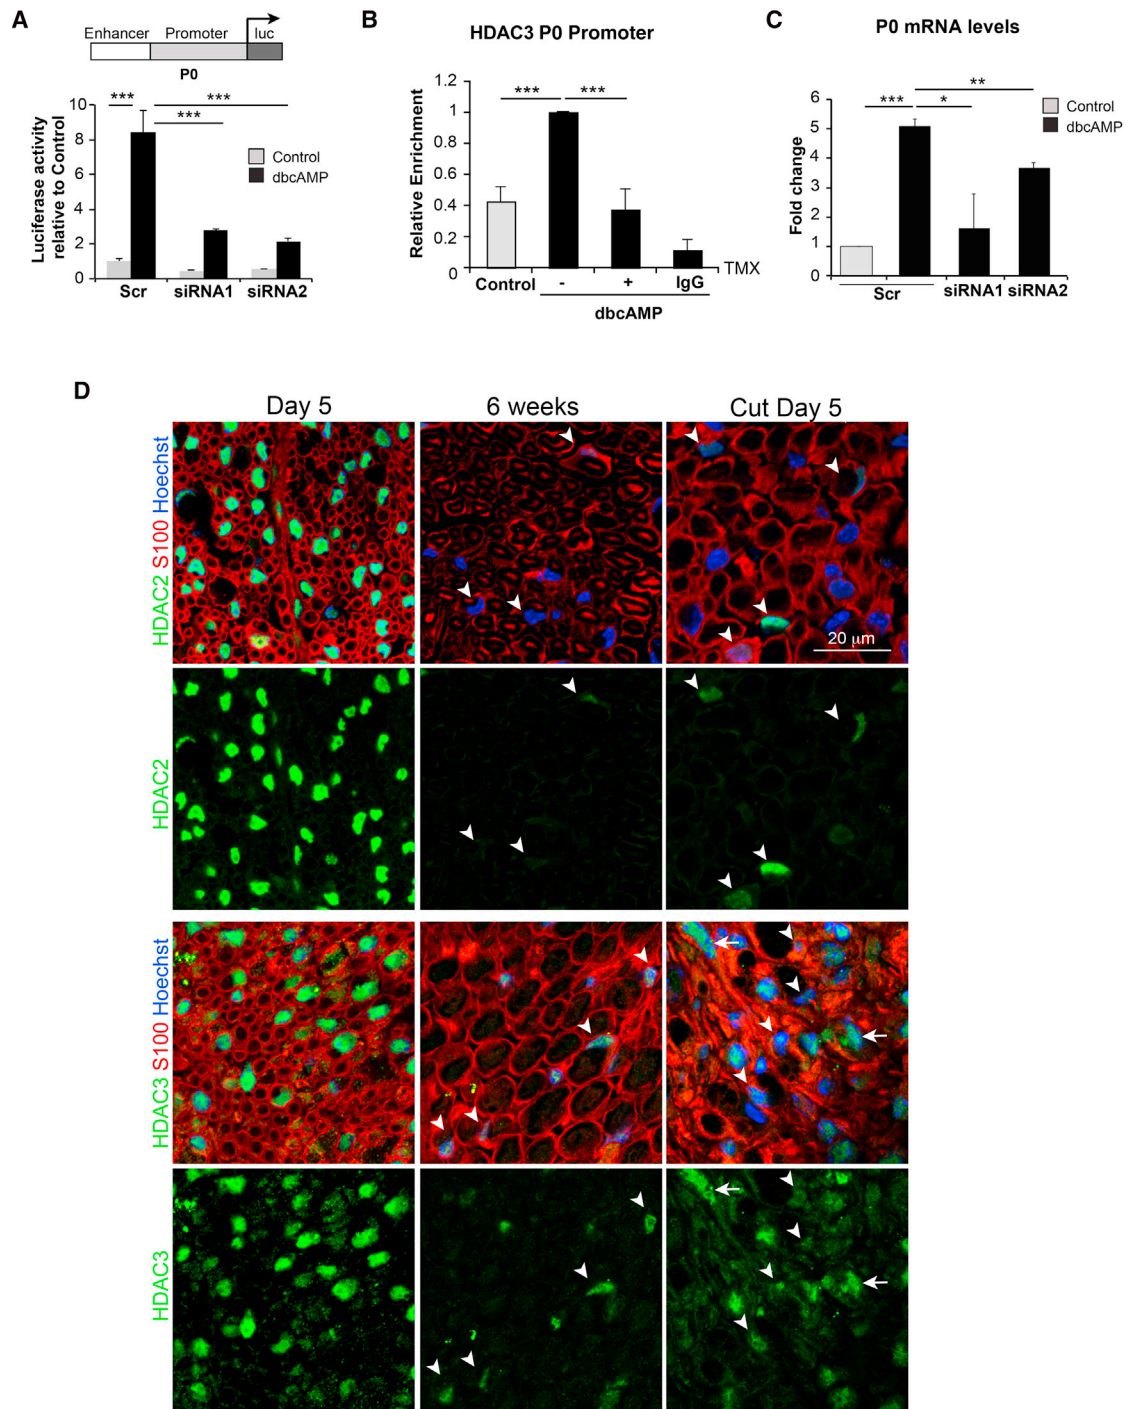 A
Enhancer Promoter luc
P0
Luciferase activity
relative to Control
10
8
6
4
2
0
***
***
***
Control
dbcAMP
Scr siRNA1 siRNA2
B
HDAC3 P0 Promoter
Relative Enrichment
1.2
1
0.8
0.6
0.4
0.2
0
*** ***
Control - + IgG TMX
dbcAMP
C
P0 mRNA levels
Fold change
6
5
4
3
2
1
0
**
*** *
Control
dbcAMP
Scr siRNA1 siRNA2
D
Day 5 6 weeks Cut Day 5
HDAC2 S100 Hoechst
20 µm
HDAC2
HDAC3 S100 Hoechst
HDAC3